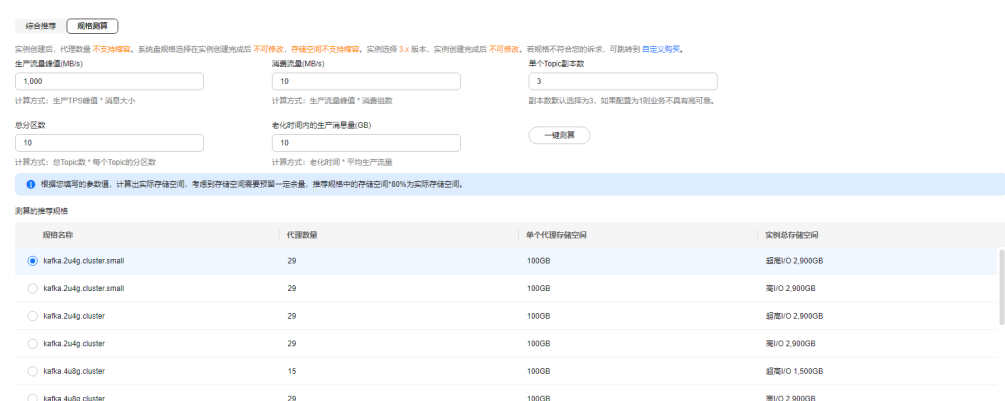 综合推荐 规格测算
实例创建后，代理数量 不支持缩容。系统盘规格选择在实例创建完成后 不可修改，存储空间不支持缩容。实例选择 3.x 版本，实例创建完成后 不可修改。若规格不符合您的诉求，可跳转到 自定义购买。
生产流量峰值(MB/s) 消费流量(MB/s) 单个Topic副本数
1,000 10 3
计算方式：生产TPS峰值 * 消息大小 计算方式：生产流量峰值 * 消费组数 副本数默认选择为3，如果配置为1则业务不具有高可靠。
总分区数 老化时间内的生产消息量(GB)
10 10 一键测算
计算方式：总Topic数 * 每个Topic的分区数 计算方式：老化时间 * 平均生产流量
根据您填写的参数值，计算出实际存储空间，考虑到存储空间需要预留一定余量，推荐规格中的存储空间*80%为实际存储空间。
测算的推荐规格
规格名称 代理数量 单个代理存储空间 实例总存储空间
kafka.2u4g.cluster.small 29 100GB 超高I/O 2,900GB
kafka.2u4g.cluster.small 29 100GB 高I/O 2,900GB
kafka.2u4g.cluster 29 100GB 超高I/O 2,900GB
kafka.2u4g.cluster 29 100GB 高I/O 2,900GB
kafka.4u8g.cluster 15 100GB 超高I/O 1,500GB
kafka.4u8g.cluster 29 100GB 高I/O 2,900GB